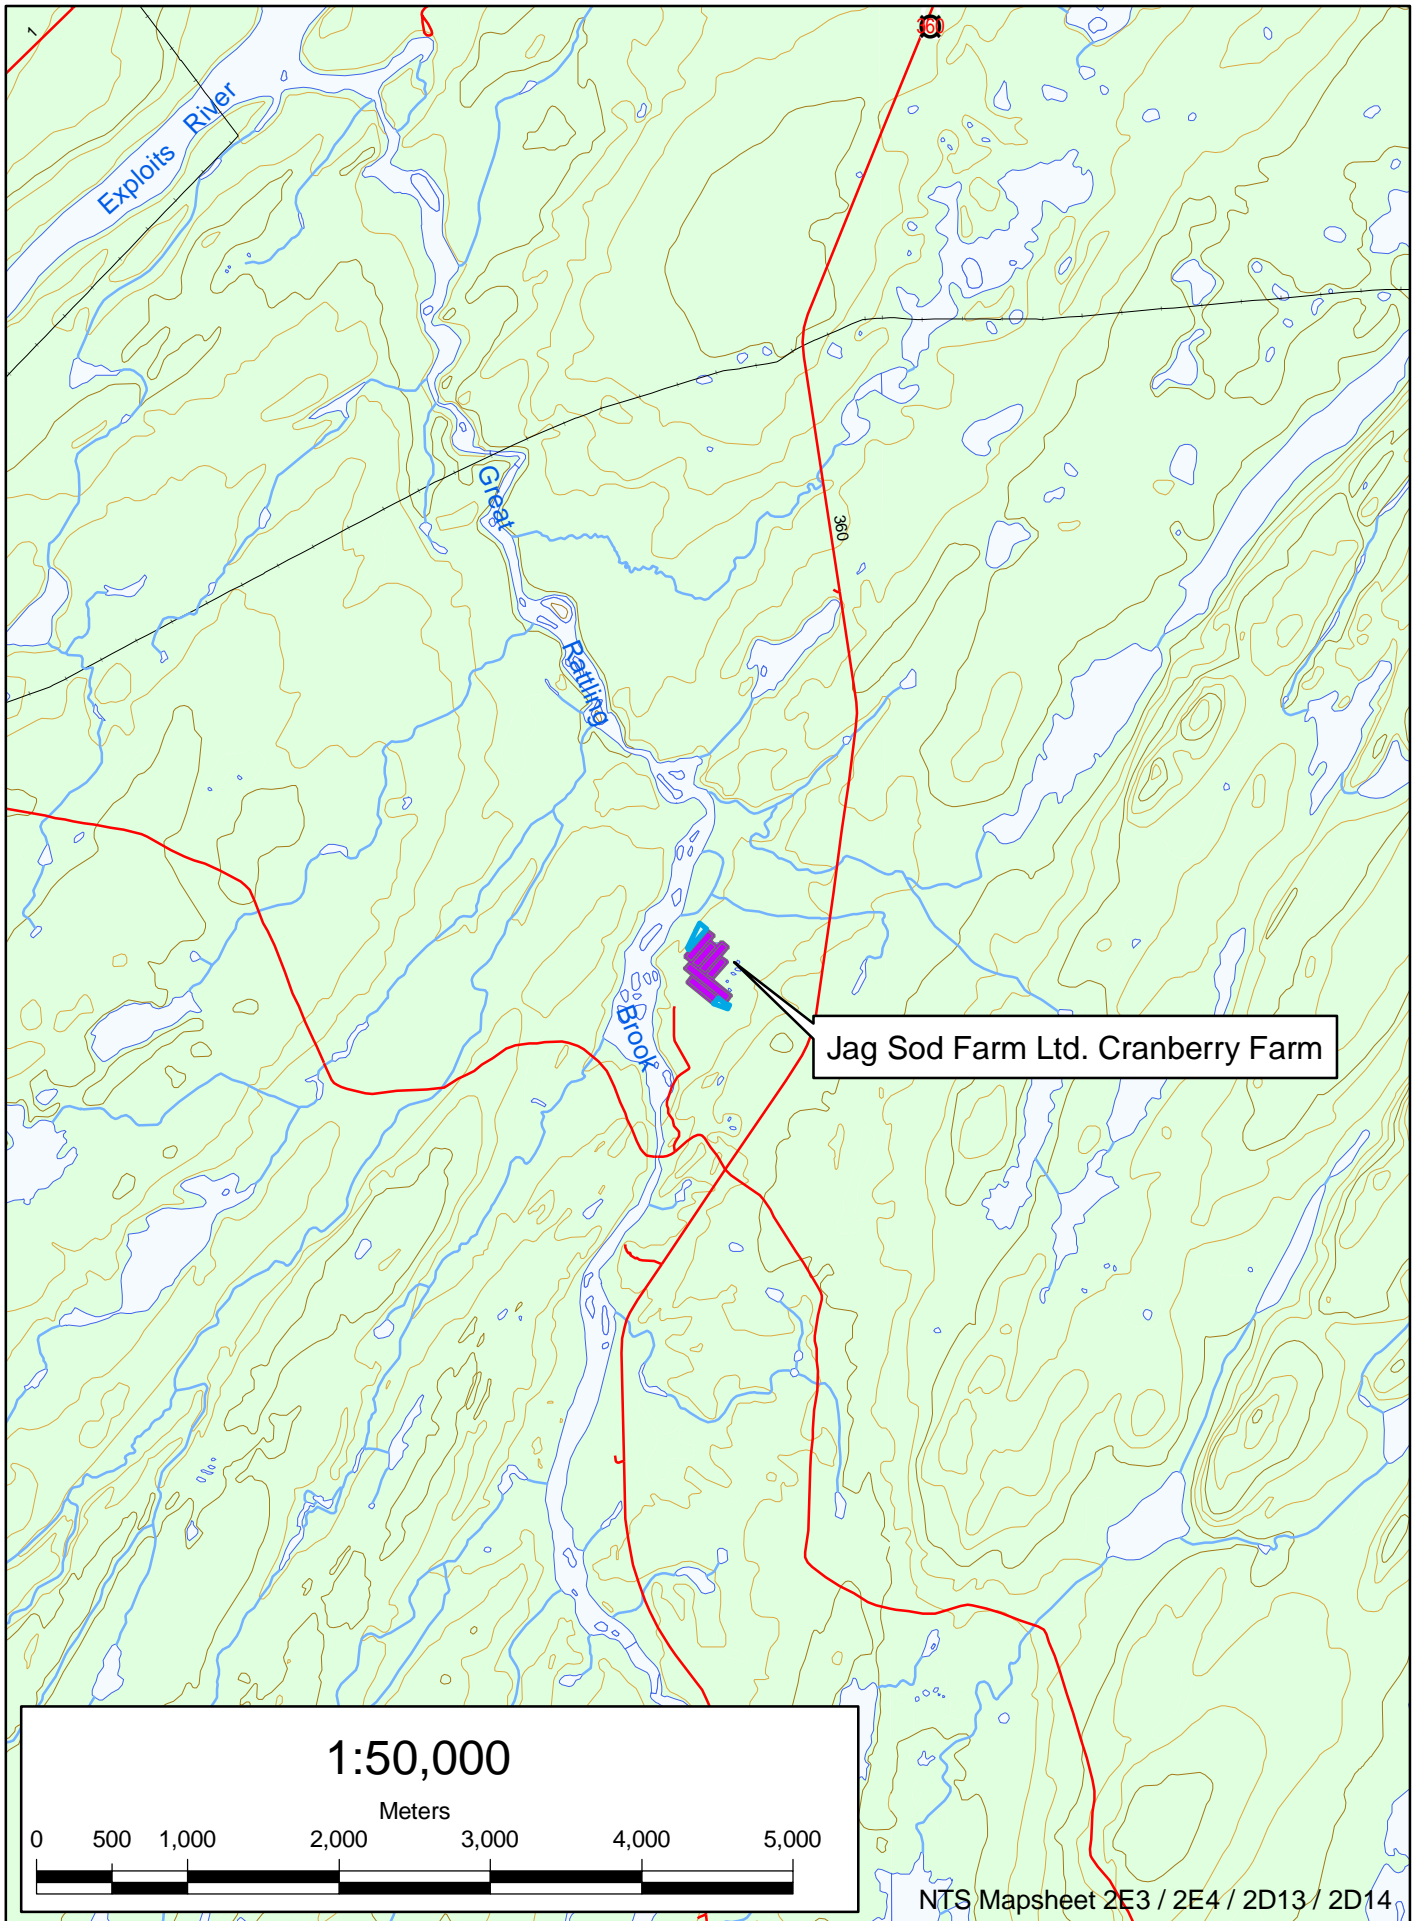 1
360
Exploits River
Great
360
Rattling
Brook
Jag Sod Farm Ltd. Cranberry Farm
1:50,000
Meters
0 500 1,000 2,000 3,000 4,000 5,000
NTS Mapsheet 2E3 / 2E4 / 2D13 / 2D14